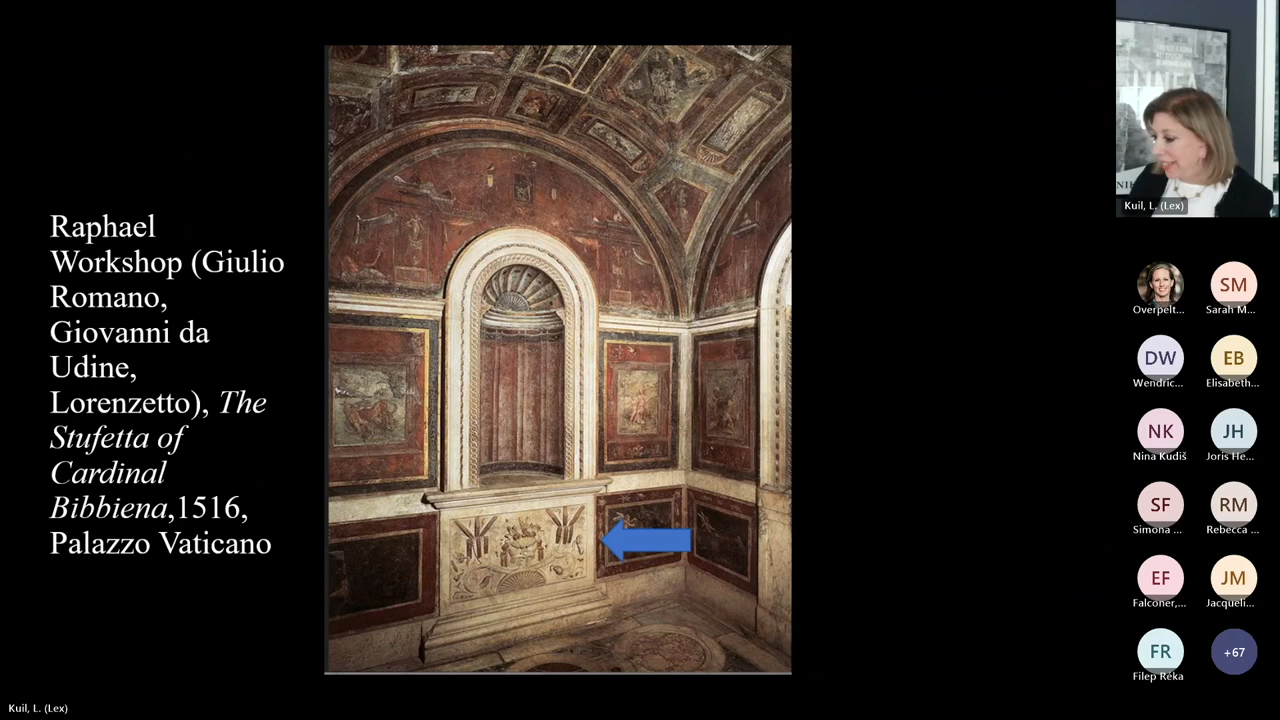 Raphael
Workshop (Giulio
Romano,
Giovanni da
Udine,
Lorenzetto), The
Stufetta of
Cardinal
Bibbiena,1516,
Palazzo Vaticano
Kuil, L. (Lex)
Overpelt...
SM
Sarah M...
DW
Wendric...
EB
Elisabeth...
NK
Nina Kudiš
JH
Joris He...
SF
Simona ...
RM
Rebecca ...
EF
Falconer,...
JM
Jacqueli...
FR
Filep Réka
+67
Kuil, L. (Lex)